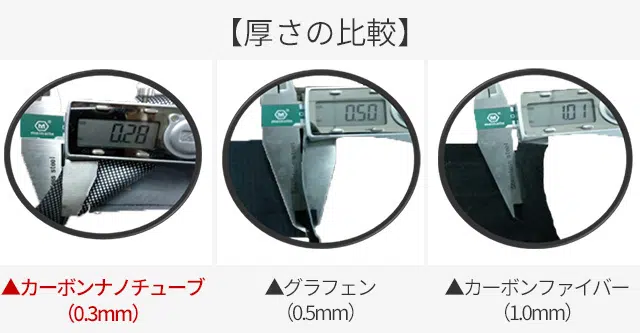 【厚さの比較】
0.28
0.50
1.01
▲カーボンナノチューブ
（0.3mm）
▲グラフェン
（0.5mm）
▲カーボンファイバー
（1.0mm）